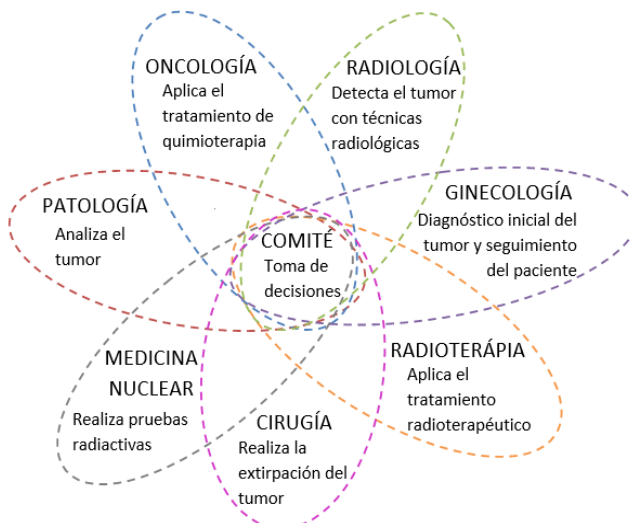 ONCOLOGÍA
Aplica el
tratamiento de
quimioterapia
RADIOLOGÍA
Detecta el tumor
con técnicas
radiológicas
PATOLOGÍA
Analiza el
tumor
GINECOLOGÍA
Diagnóstico inicial del
tumor y seguimiento
del paciente
COMITÉ
Toma de
decisiones
MEDICINA
NUCLEAR
Realiza pruebas
radiactivas
RADIOTERÁPIA
Aplica el
tratamiento
radioterapéutico
CIRUGÍA
Realiza la
extirpación del
tumor